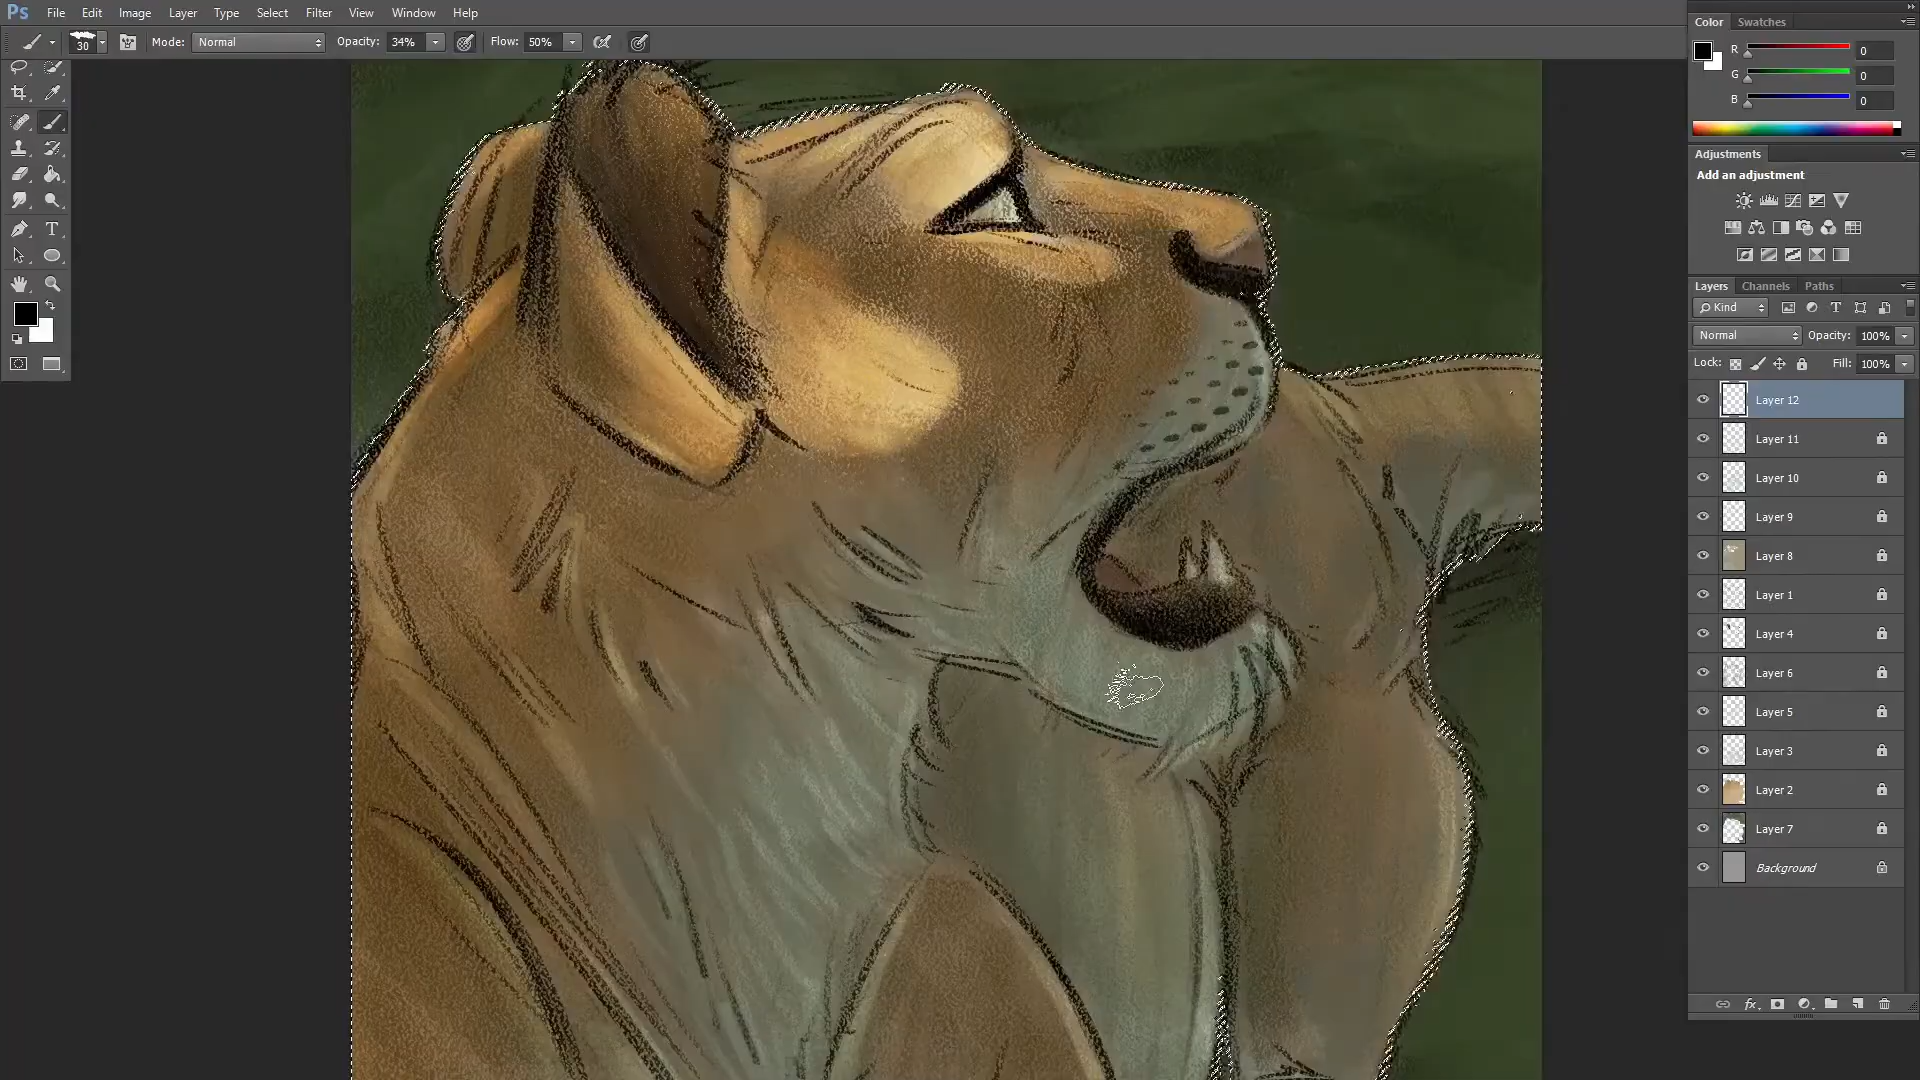 Ps File Edit Image Layer Type Select Filter Analysis View Window Help
30 Mode: Normal Opacity: 34% Flow: 50%
Color Swatches
R 0
G 0
B 0
Adjustments
Add an adjustment
Layers Channels Paths
Kind
Normal Opacity: 100%
Lock: Fill: 100%
Layer 12
Layer 11
Layer 10
Layer 9
Layer 8
Layer 1
Layer 4
Layer 6
Layer 5
Layer 3
Layer 2
Layer 7
Background